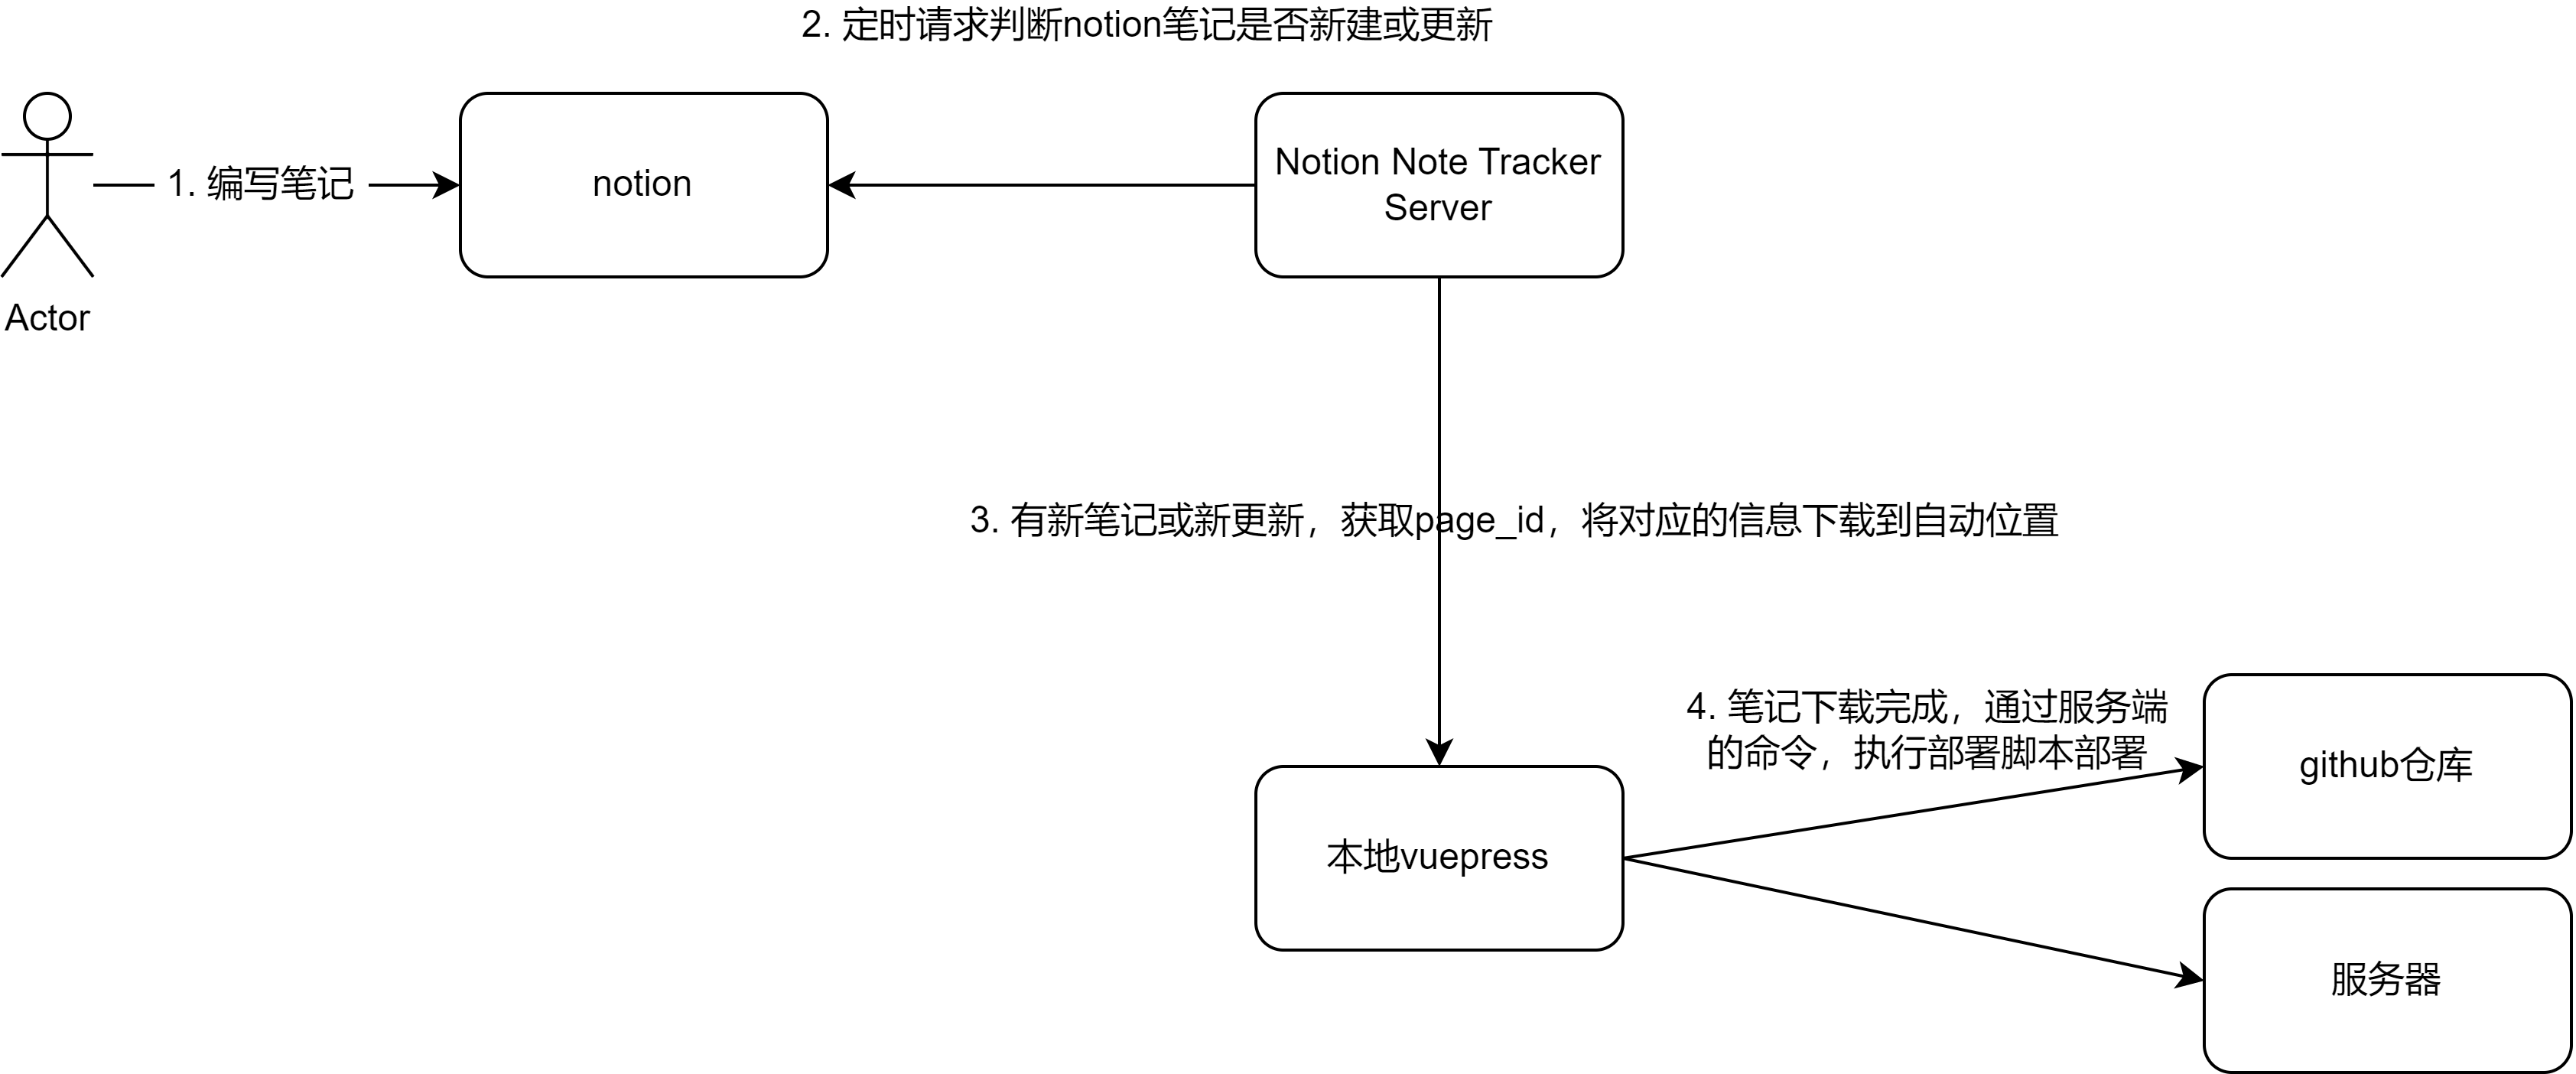 2. 定时请求判断notion笔记是否新建或更新
1. 编写笔记
notion
Notion Note Tracker
Server
Actor
3. 有新笔记或新更新，获取page_id，将对应的信息下载到自动位置
4. 笔记下载完成，通过服务端
的命令，执行部署脚本部署
github仓库
本地vuepress
服务器